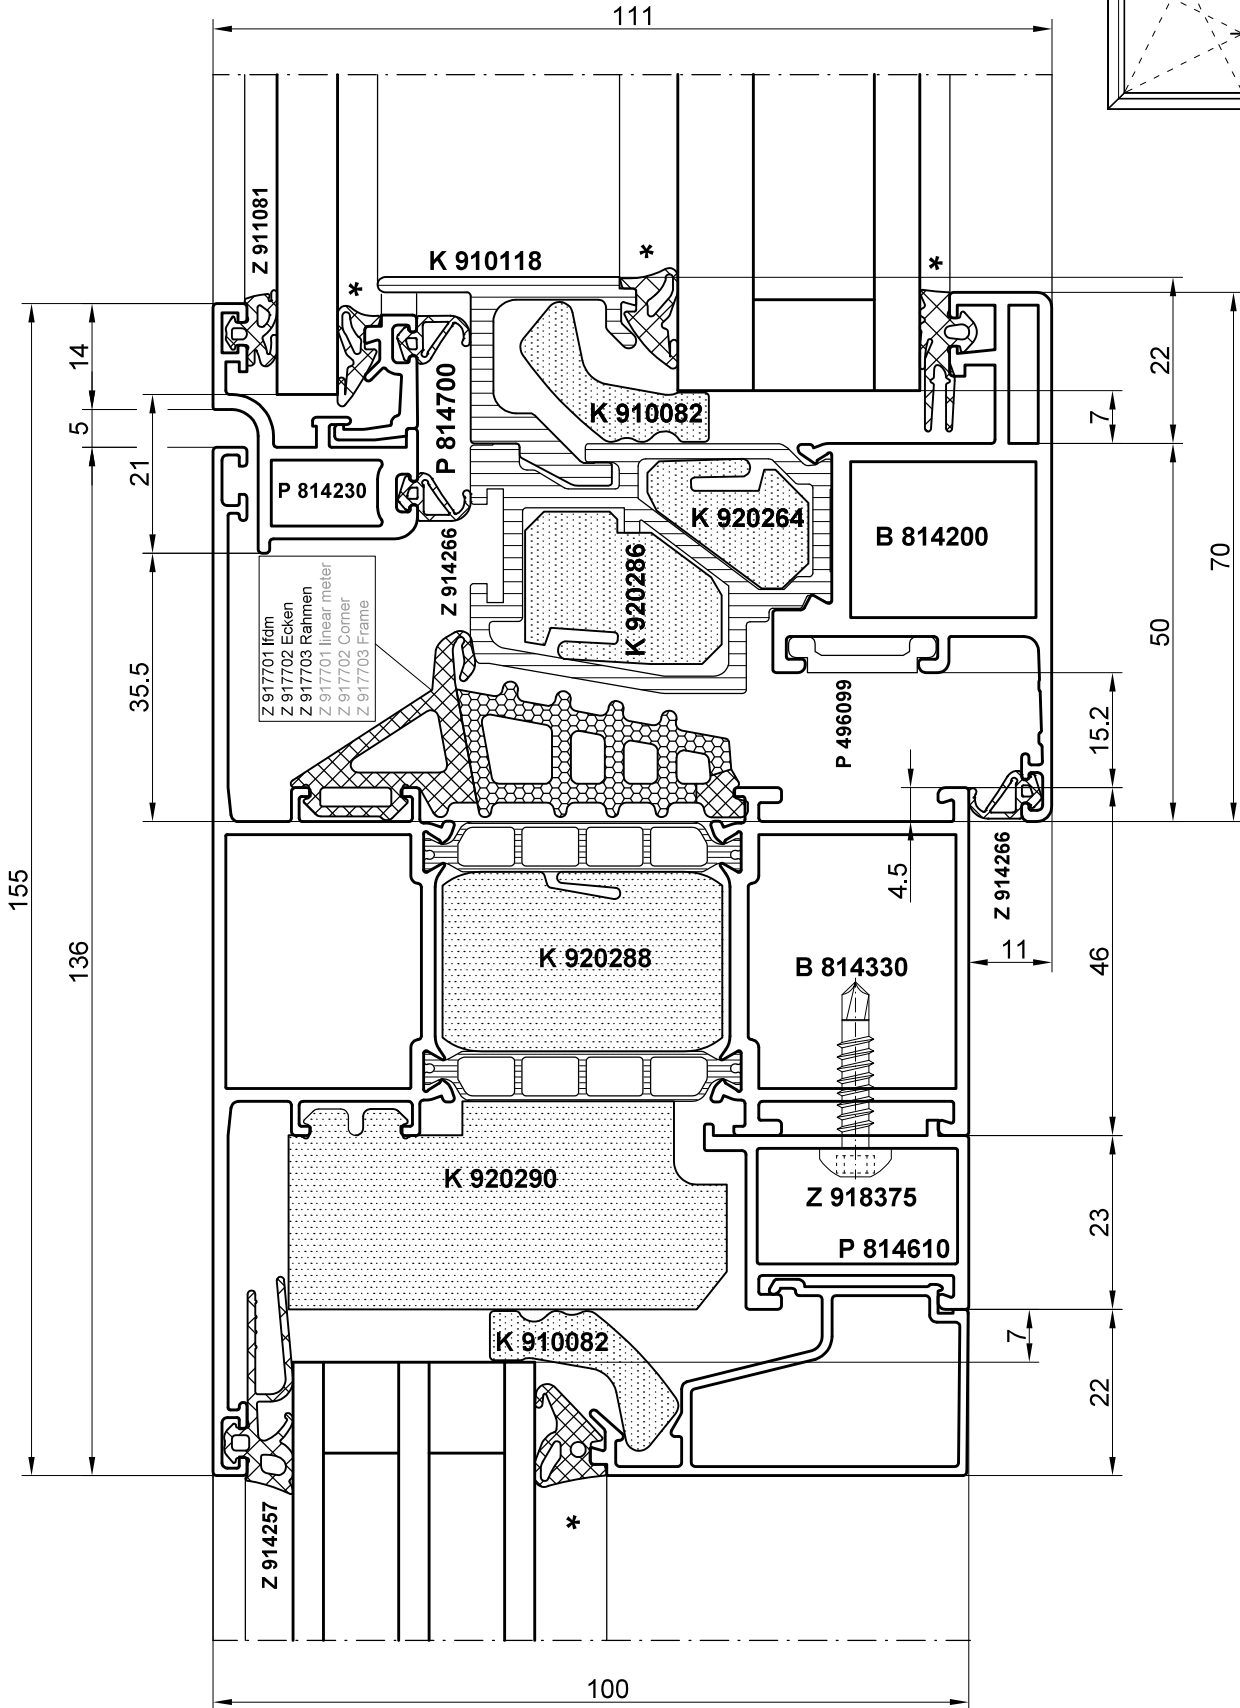 111
Z 911081
*
K 910118
*
*
14
5
21
P 814700
K 910082
22
7
P 814230
K 920264
B 814200
70
Z 914266
K 920286
50
Z 917701 lfdm
Z 917702 Ecken
Z 917703 Rahmen
Z 917701 linear meter
Z 917702 Corner
Z 917703 Frame
35.5
P 496099
15.2
155
136
4.5
Z 914266
K 920288
B 814330
11
46
K 920290
Z 918375
P 814610
23
K 910082
7
22
Z 914257
*
100